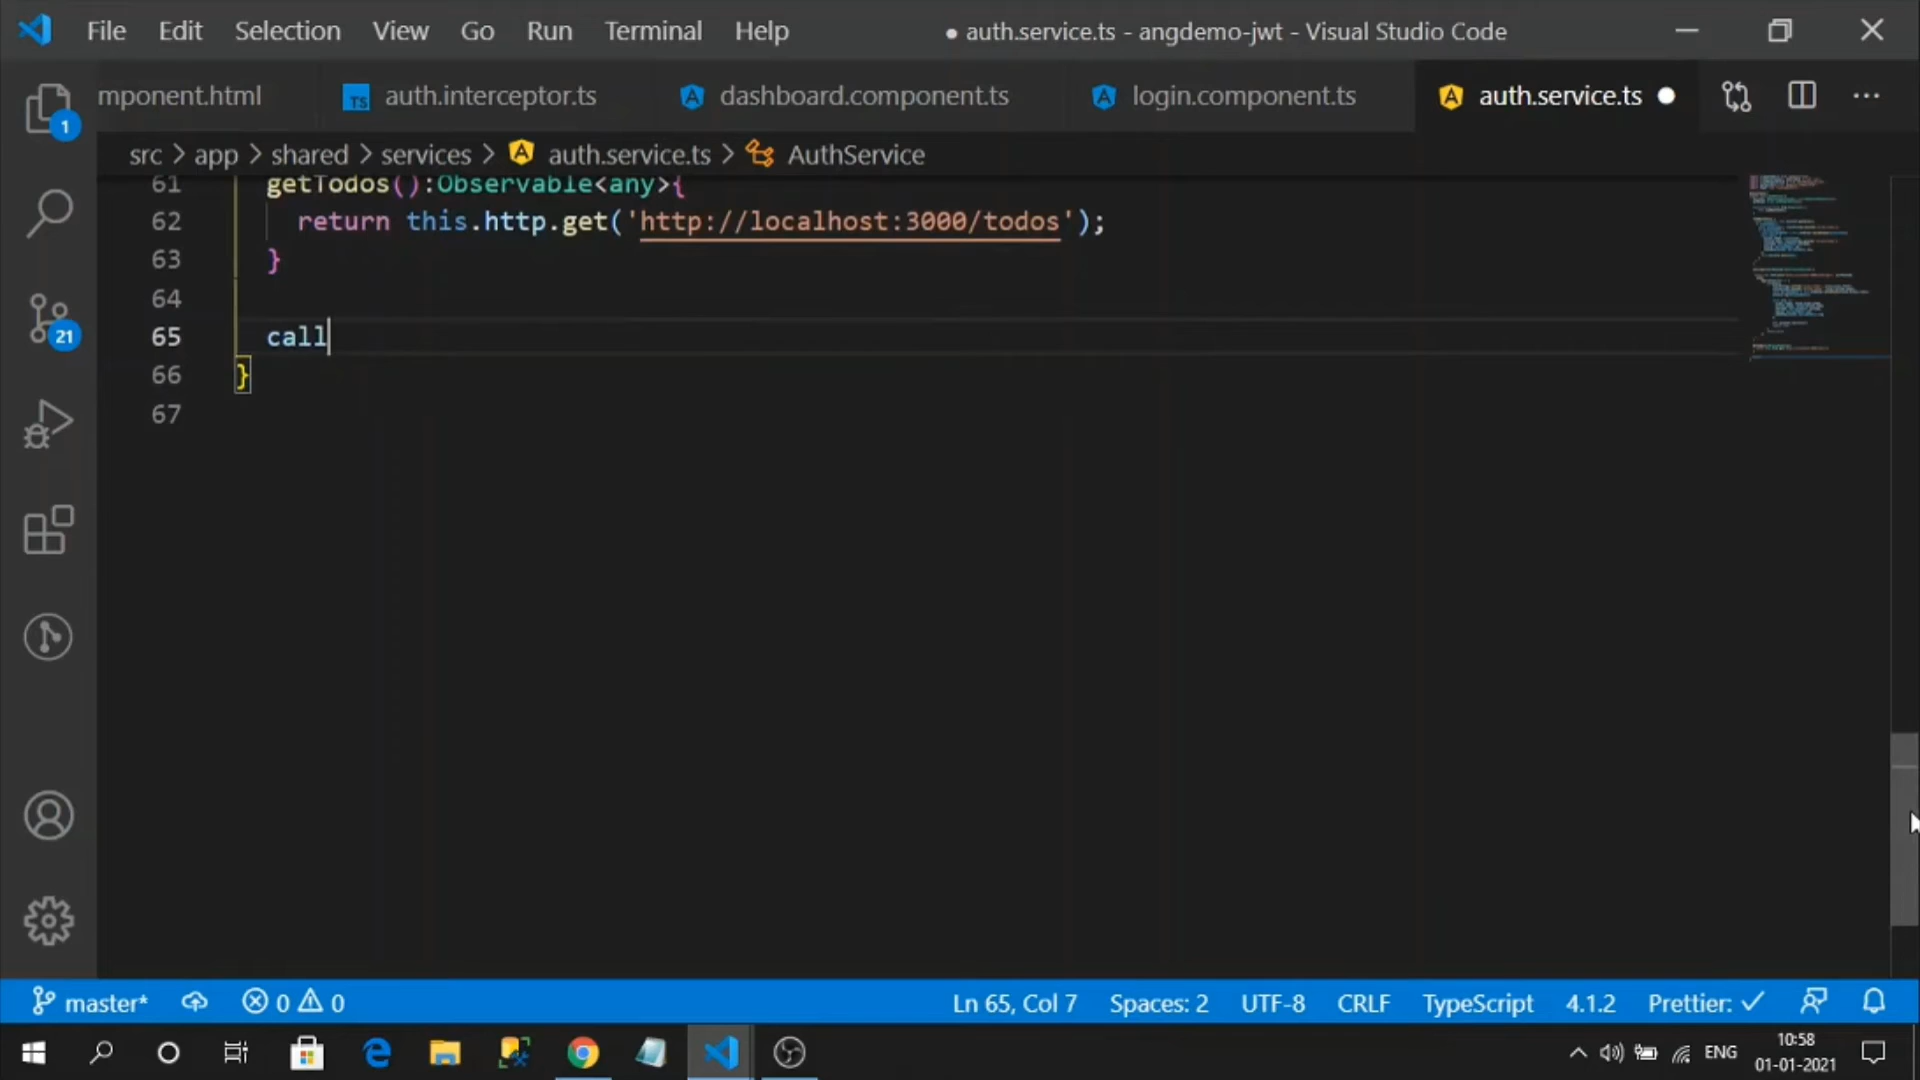 File Edit Selection View Go Run Terminal Help ● auth.service.ts - angdemo-jwt - Visual Studio Code
mponent.html TS auth.interceptor.ts dashboard.component.ts login.component.ts auth.service.ts
src > app > shared > services > auth.service.ts > AuthService
61 getTodos():Observable<any>{
62 return this.http.get('http://localhost:3000/todos');
63 }
64
65 call
66 }
67
1
21
master* 0 0 Ln 65, Col 7 Spaces: 2 UTF-8 CRLF TypeScript 4.1.2 Prettier: ✓
ENG 10:58
01-01-2021